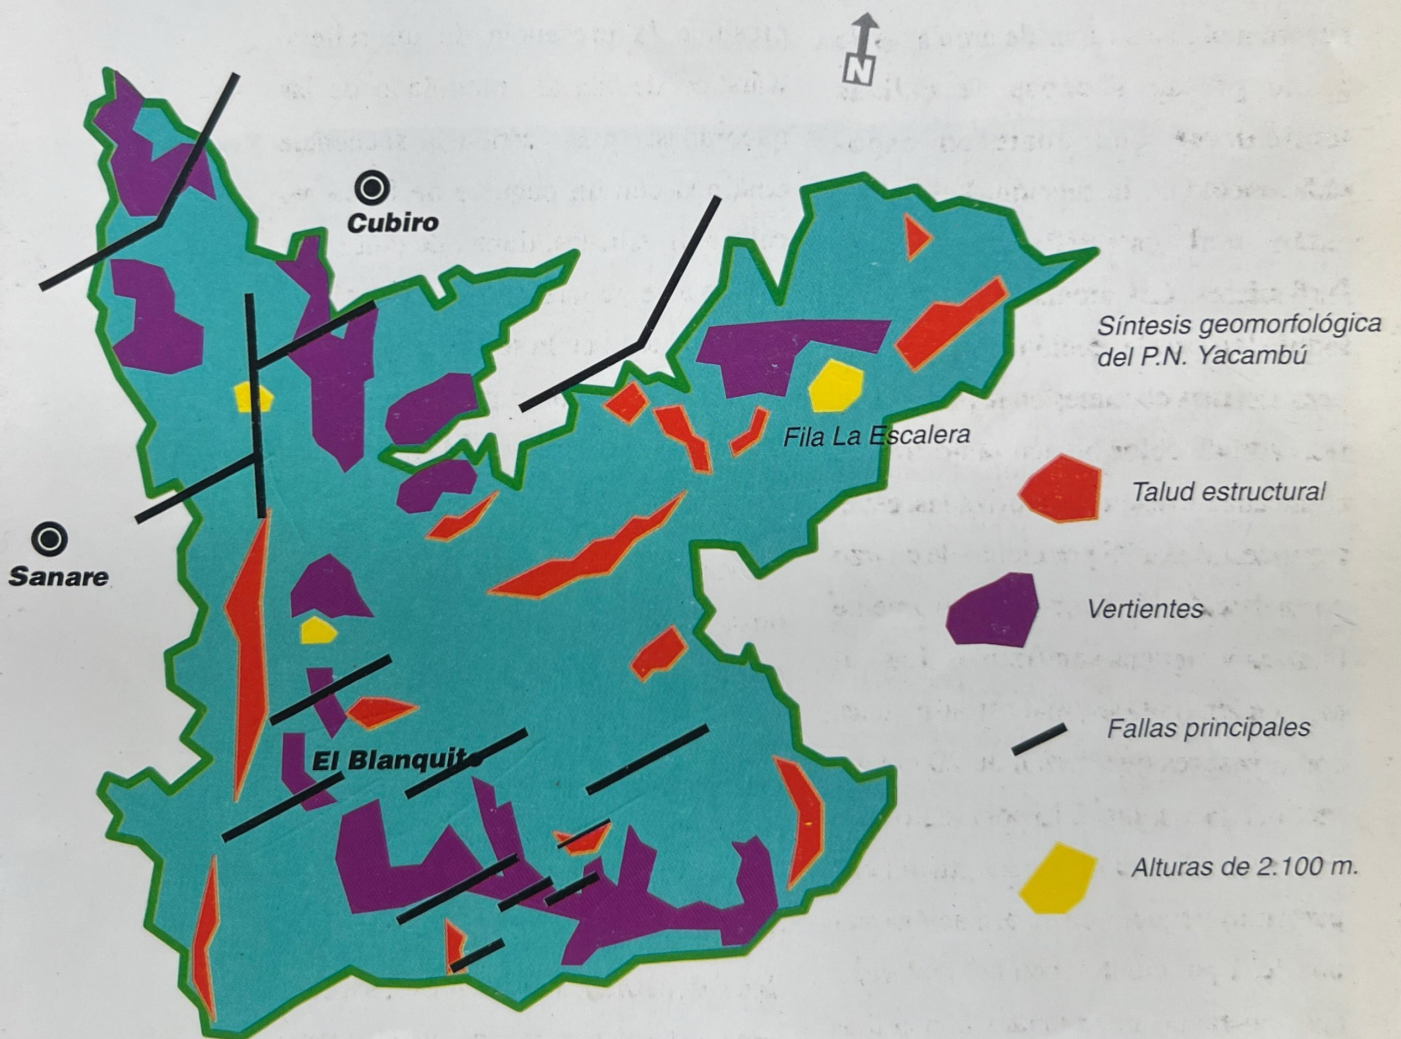 N
Cubiro
Síntesis geomorfológica
del P.N. Yacambú
Fila La Escalera
Talud estructural
Sanare
Vertientes
Fallas principales
El Blanquito
Alturas de 2.100 m.